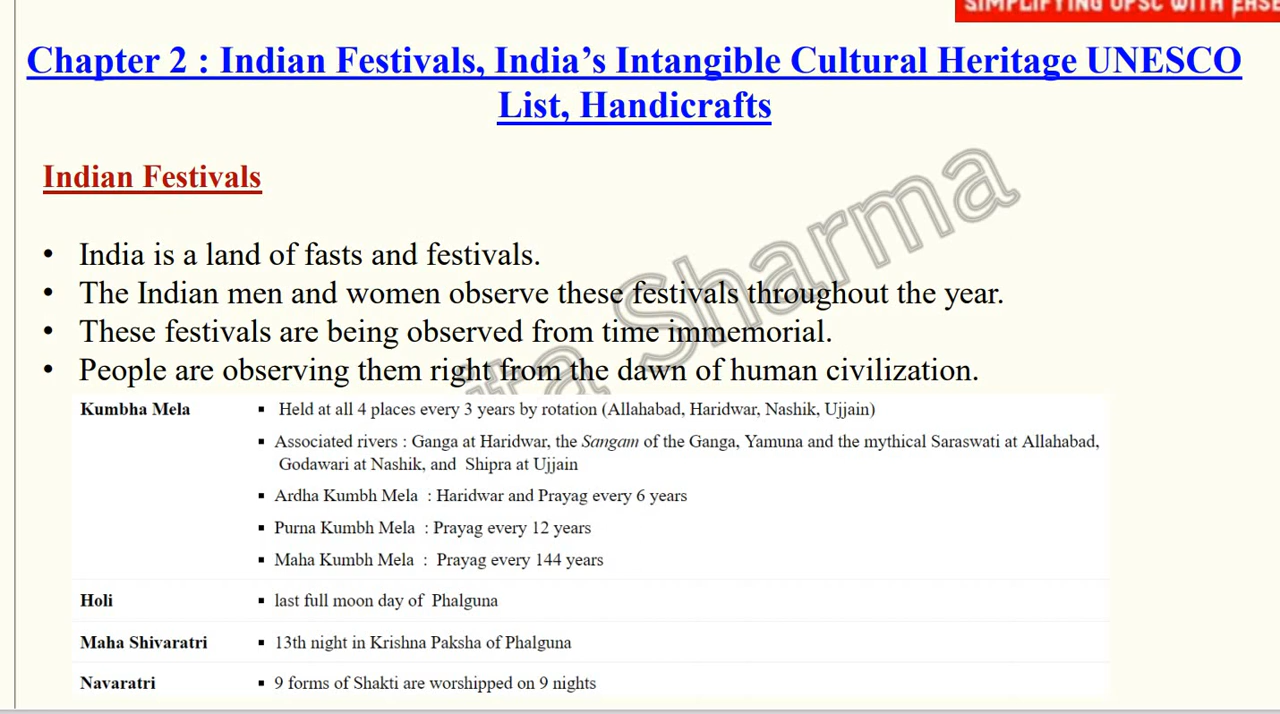 SIMPLIFYING UPSC WITH EASE
Chapter 2 : Indian Festivals, India’s Intangible Cultural Heritage UNESCO
List, Handicrafts
Indian Festivals
• India is a land of fasts and festivals.
• The Indian men and women observe these festivals throughout the year.
• These festivals are being observed from time immemorial.
• People are observing them right from the dawn of human civilization.
Sharma
Kumbha Mela
▪ Held at all 4 places every 3 years by rotation (Allahabad, Haridwar, Nashik, Ujjain)
▪ Associated rivers : Ganga at Haridwar, the Sangam of the Ganga, Yamuna and the mythical Saraswati at Allahabad,
Godawari at Nashik, and Shipra at Ujjain
▪ Ardha Kumbh Mela : Haridwar and Prayag every 6 years
▪ Purna Kumbh Mela : Prayag every 12 years
▪ Maha Kumbh Mela : Prayag every 144 years
Holi ▪ last full moon day of Phalguna
Maha Shivaratri ▪ 13th night in Krishna Paksha of Phalguna
Navaratri ▪ 9 forms of Shakti are worshipped on 9 nights